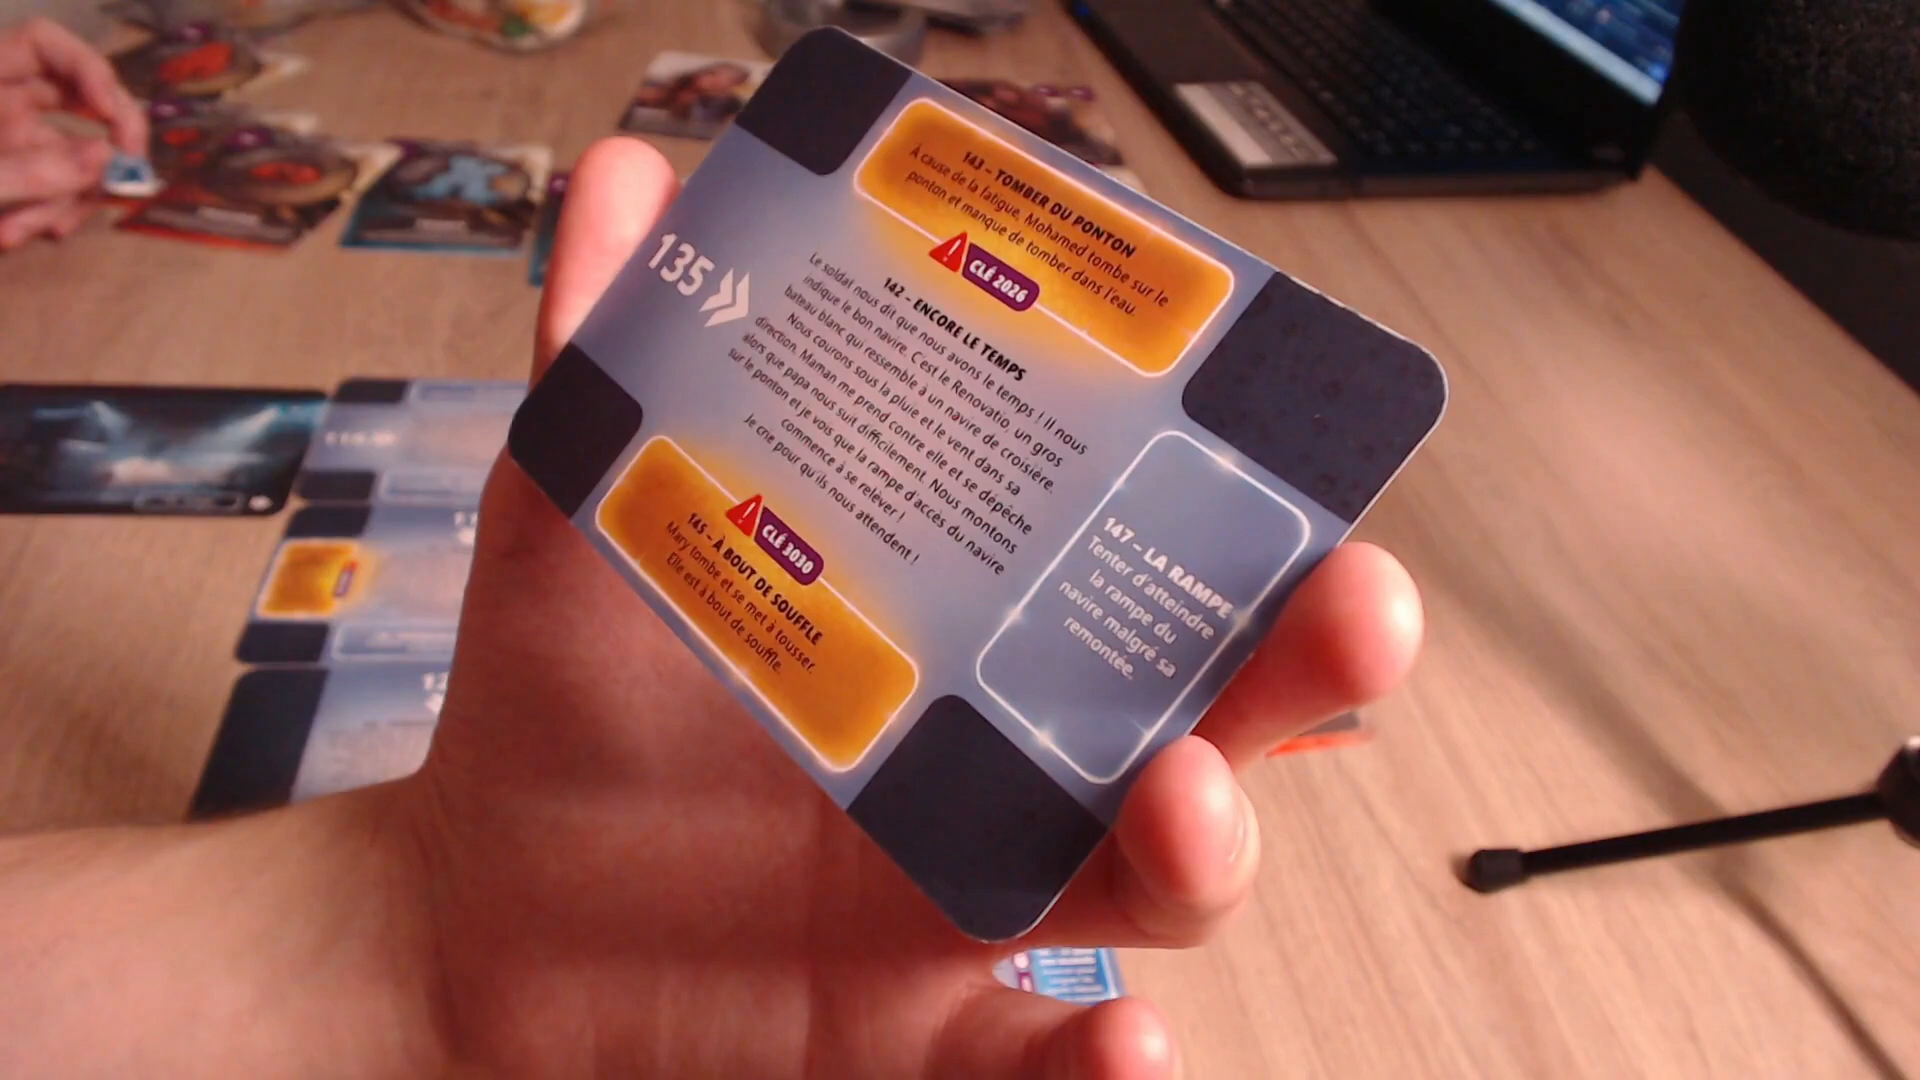 143 – TOMBER DU PONTON
À cause de la fatigue, Mohamed tombe sur le
ponton et manque de tomber dans l'eau.
CLÉ 2026
135
142 – ENCORE LE TEMPS
Le soldat nous dit que nous avons le temps ! Il nous
indique le bon navire. C'est le Renovatio, un gros
bateau blanc qui ressemble à un navire de croisière.
Nous courons sous la pluie et le vent dans sa
direction. Maman me prend contre elle et se dépêche
alors que papa nous suit difficilement. Nous montons
sur le ponton et je vois que la rampe d'accès du navire
commence à se relever !
Je crie pour qu'ils nous attendent !
CLÉ 3030
145 – À BOUT DE SOUFFLE
Mary tombe et se met à tousser.
Elle est à bout de souffle.
147 – LA RAMPE
Tenter d'atteindre
la rampe du
navire malgré sa
remontée.